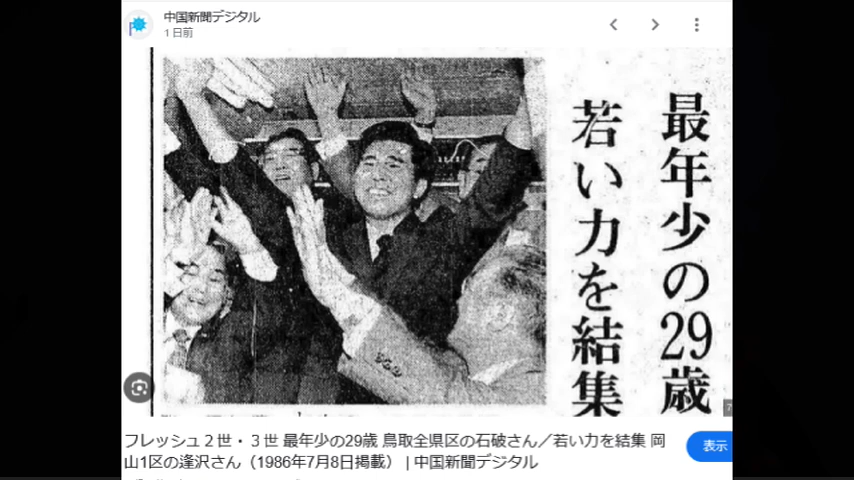 中国新聞デジタル
1 日前
最年少の29歳
若い力を結集
フレッシュ２世・３世 最年少の29歳 鳥取全県区の石破さん／若い力を結集 岡
山1区の逢沢さん（1986年7月8日掲載） | 中国新聞デジタル
表示